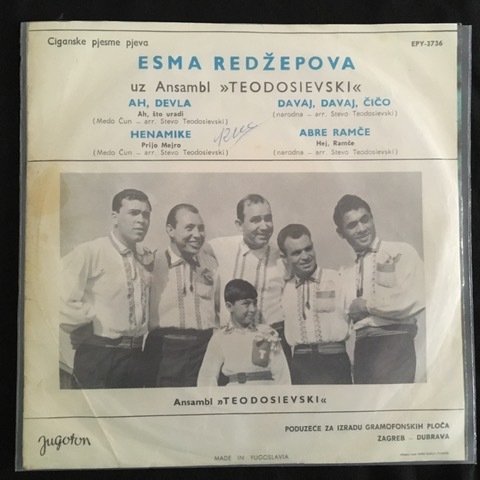 Ciganske pjesme pjeva
EPY-3736
ESMA REDŽEPOVA
uz Ansambl »TEODOSIEVSKI«
AH, DEVLA
Ah, što uradi
(Medo Čun – arr. Stevo Teodosievski)
HENAMIKE
Prijo Mejro
(Medo Čun – arr. Stevo Teodosievski)
DAVAJ, DAVAJ, ČIČO
(narodna – arr. Stevo Teodosievski)
ABRE RAMČE
Hej, Ramče
(narodna – arr. Stevo Teodosievski)
Ansambl »TEODOSIEVSKI«
Jugoton
PODUZEĆE ZA IZRADU GRAMOFONSKIH PLOČA
ZAGREB – DUBRAVA
MADE IN YUGOSLAVIA